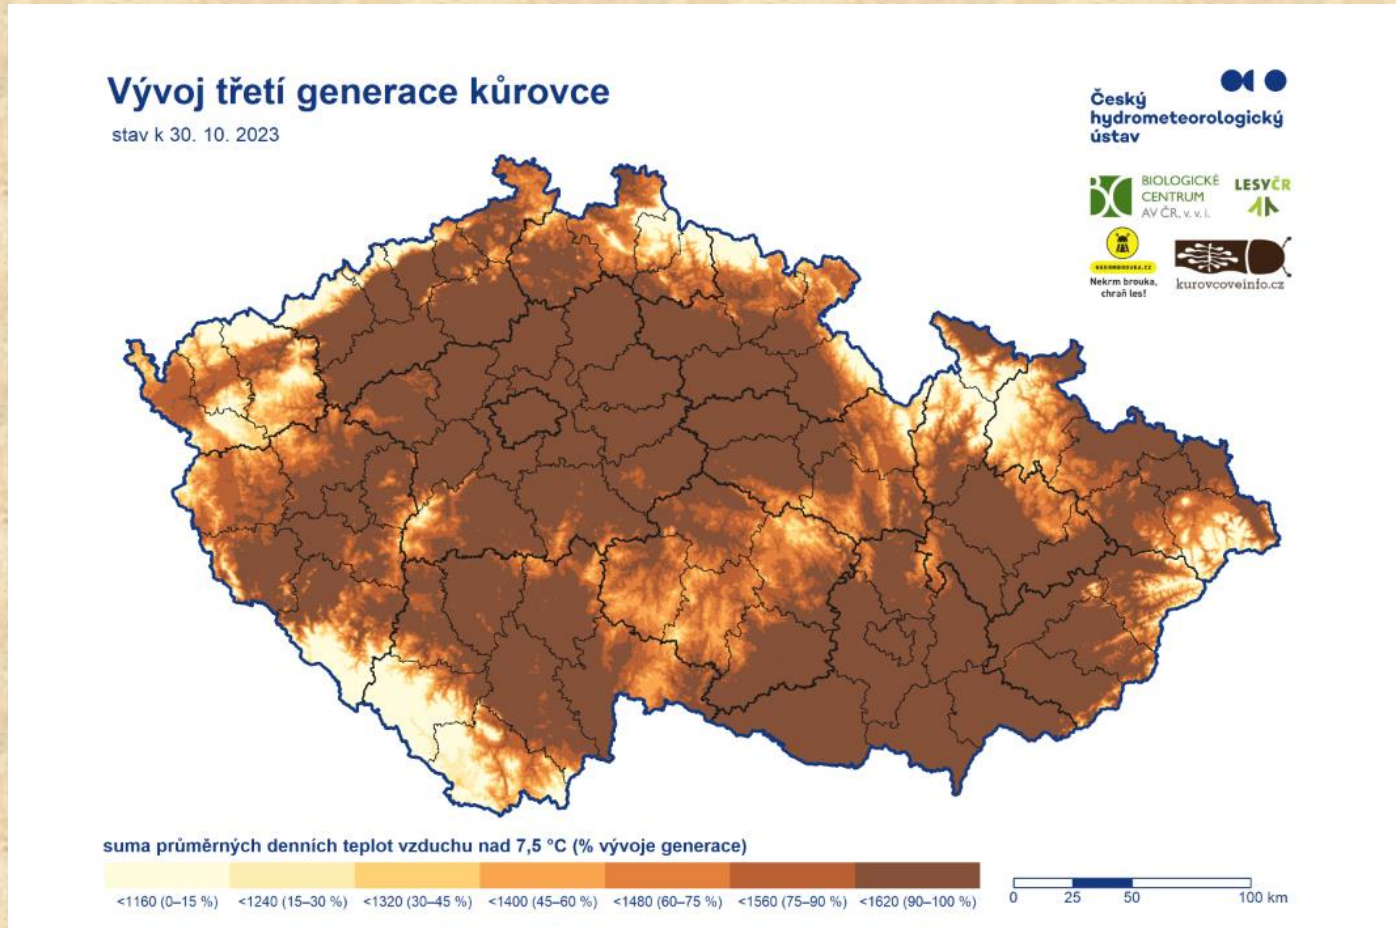 Vývoj třetí generace kůrovce
stav k 30. 10. 2023
Český
hydrometeorologický
ústav
BIOLOGICKÉ
CENTRUM
AV ČR, v. v. i.
LESYČR
NEKRMBROUKA.CZ
Nekrm brouka,
chraň les!
kurovcoveinfo.cz
suma průměrných denních teplot vzduchu nad 7,5 °C (% vývoje generace)
<1160 (0–15 %) <1240 (15–30 %) <1320 (30–45 %) <1400 (45–60 %) <1480 (60–75 %) <1560 (75–90 %) <1620 (90–100 %)
0 25 50 100 km